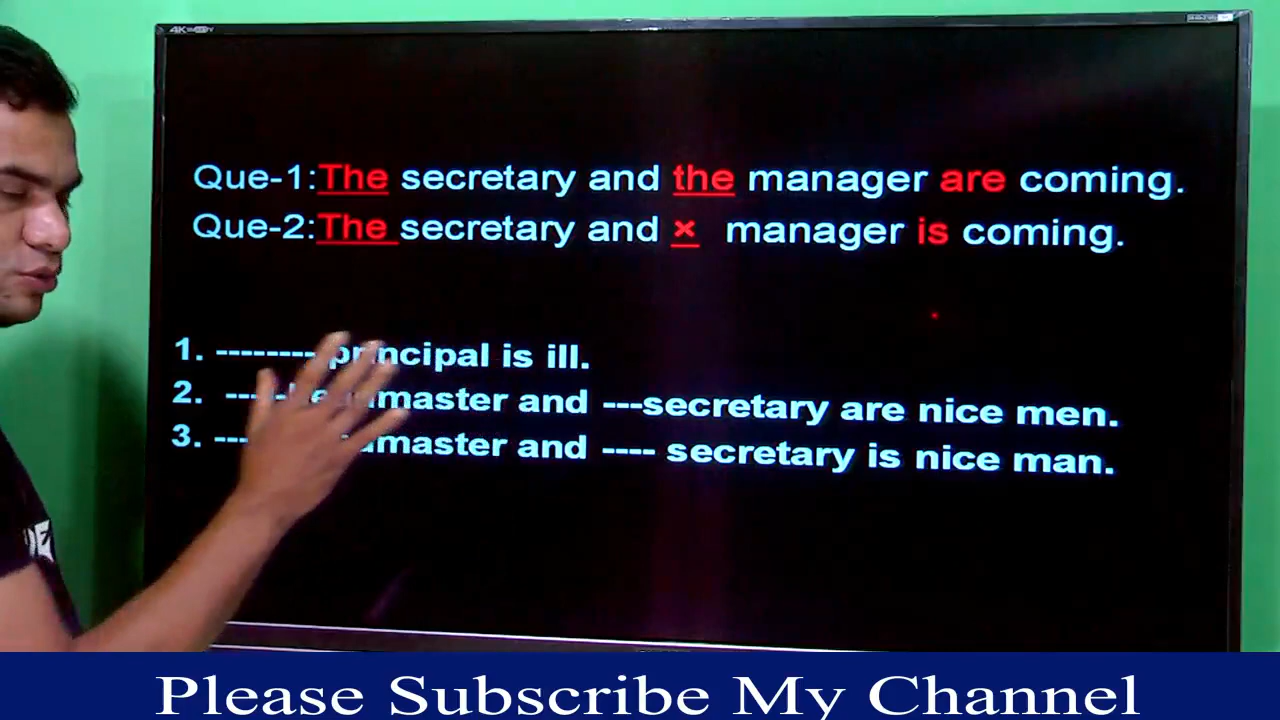 4K
Que-1:The secretary and the manager are coming.
Que-2:The secretary and × manager is coming.
1. -------- principal is ill.
2. ---- master and ---secretary are nice men.
3. --- master and ---- secretary is nice man.
Please Subscribe My Channel